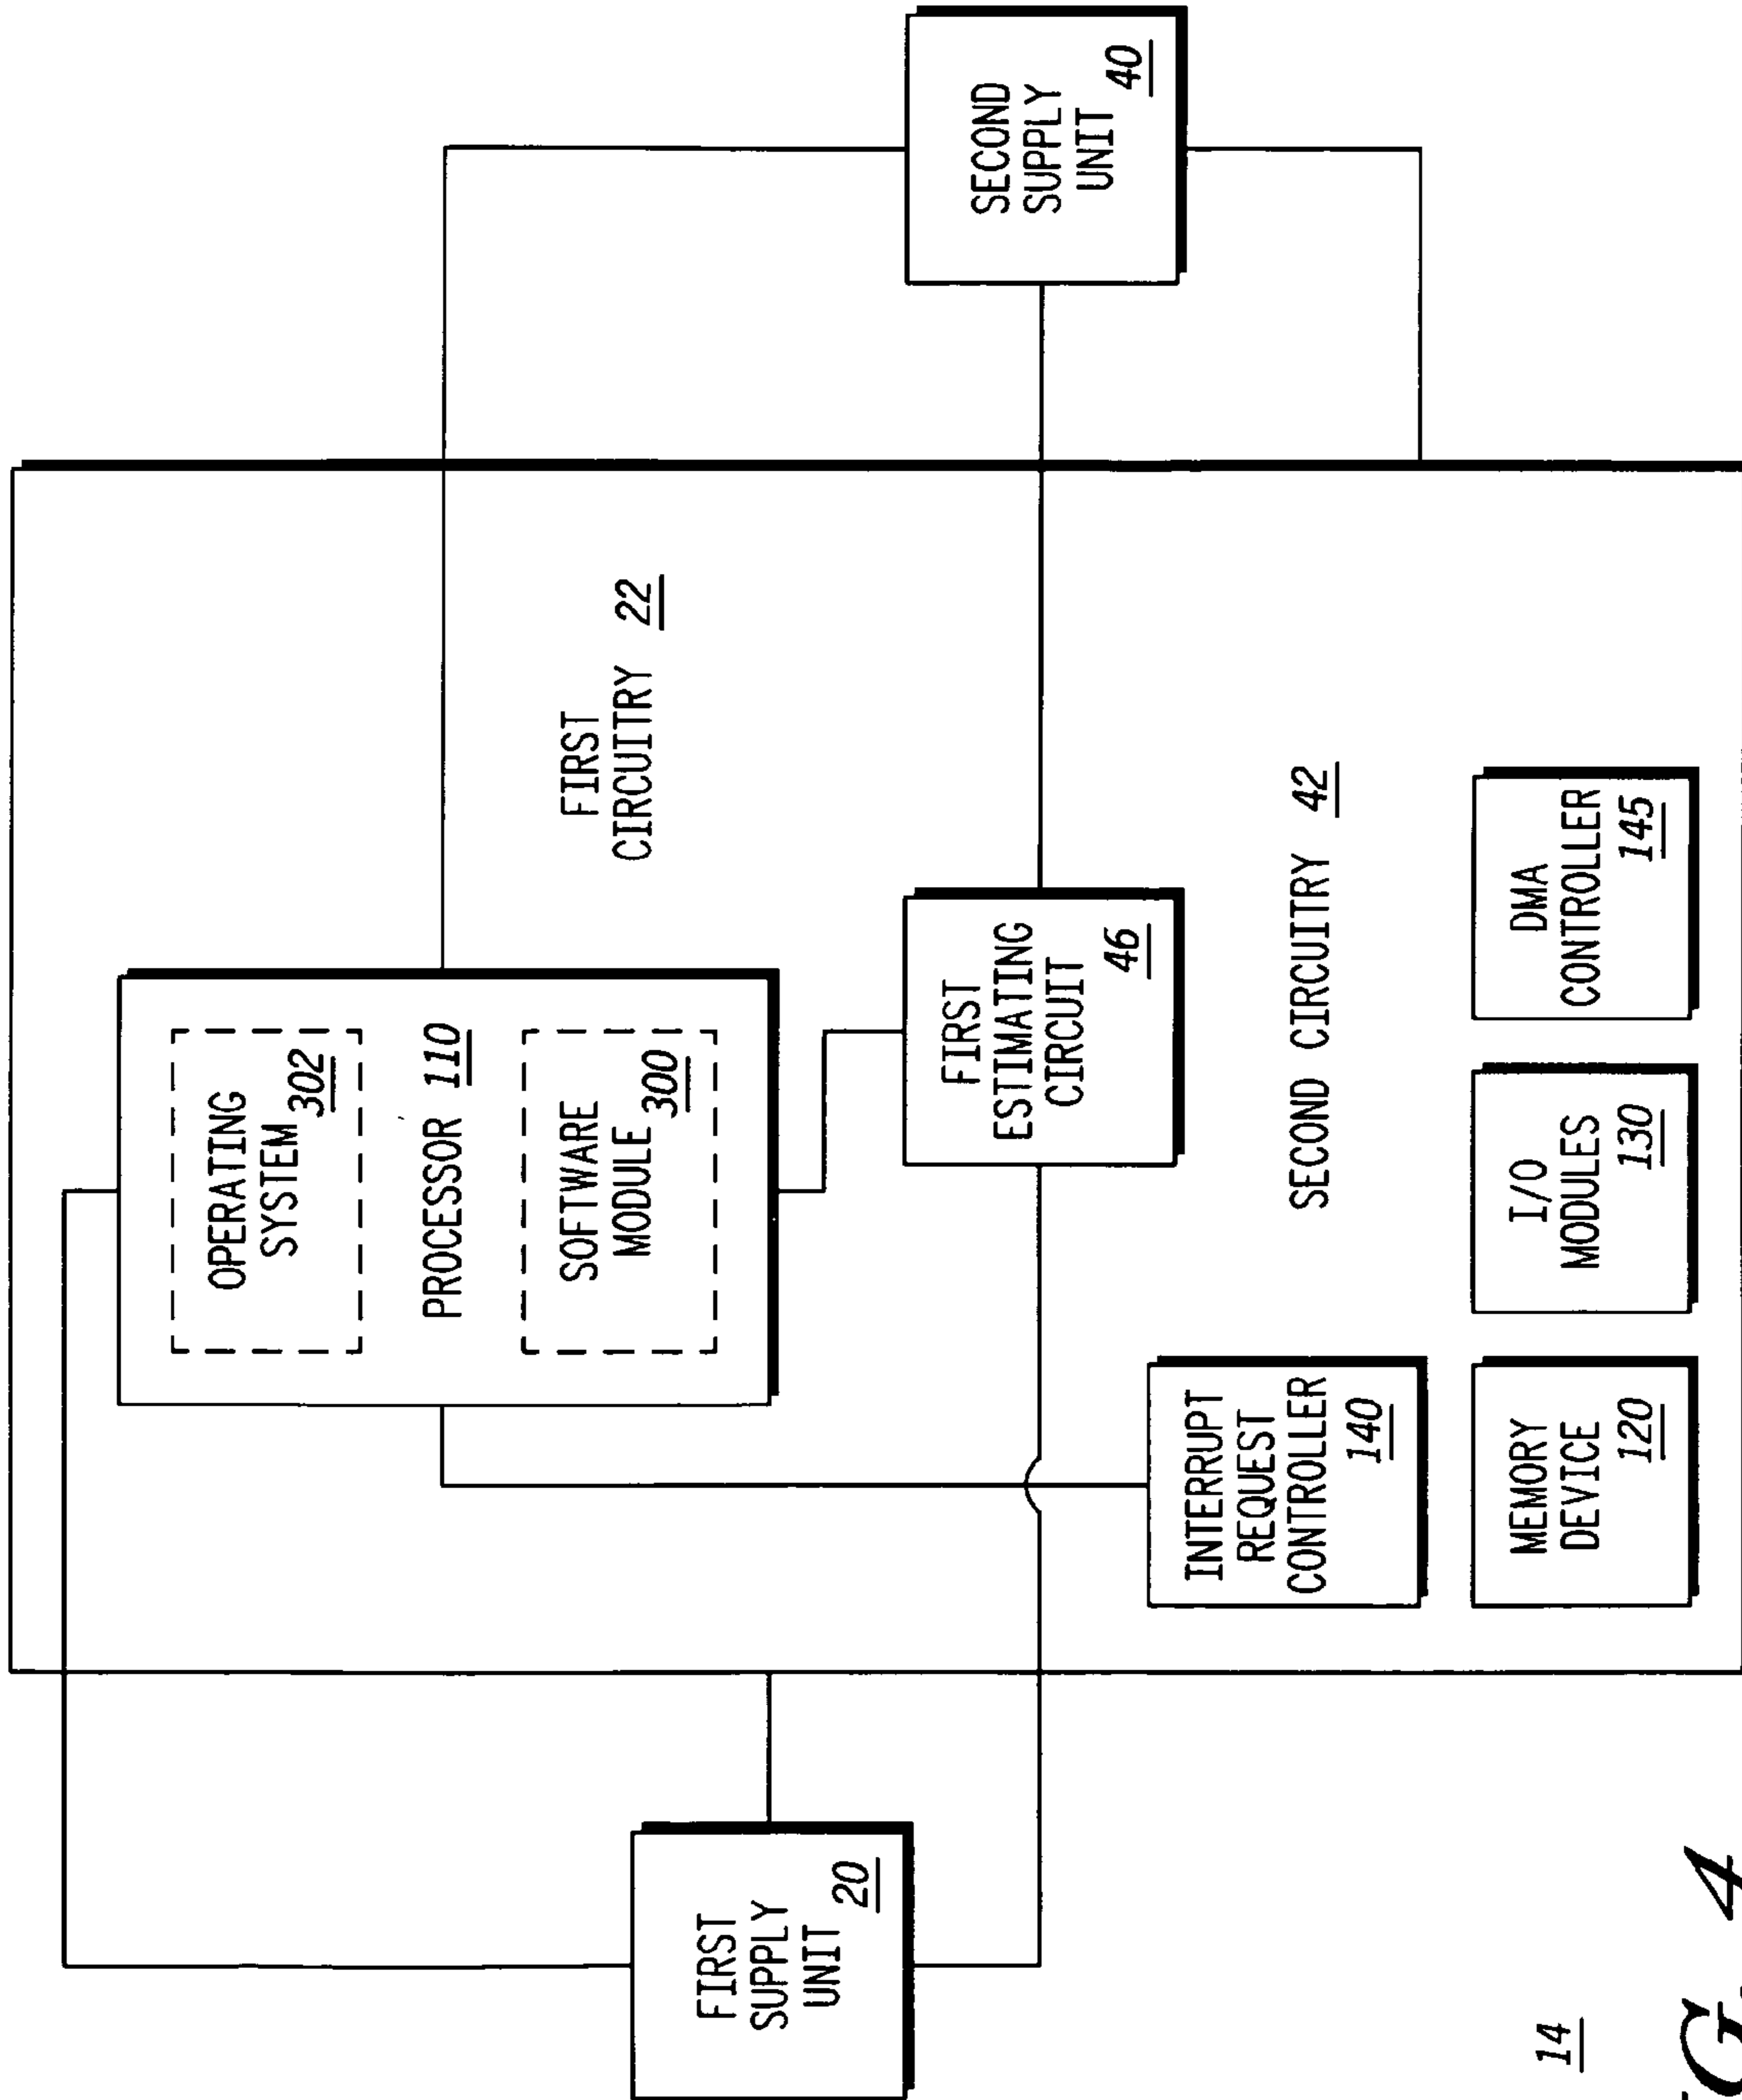 FIRST
SUPPLY
UNIT 20
OPERATING
SYSTEM 302
PROCESSOR 110
SOFTWARE
MODULE 300
FIRST
CIRCUITRY 22
FIRST
ESTIMATING
CIRCUIT 46
SECOND
SUPPLY
UNIT 40
INTERRUPT
REQUEST
CONTROLLER
140
SECOND CIRCUITRY 42
MEMORY
DEVICE
120
I/O
MODULES
130
DMA
CONTROLLER
145
14
IG. 4